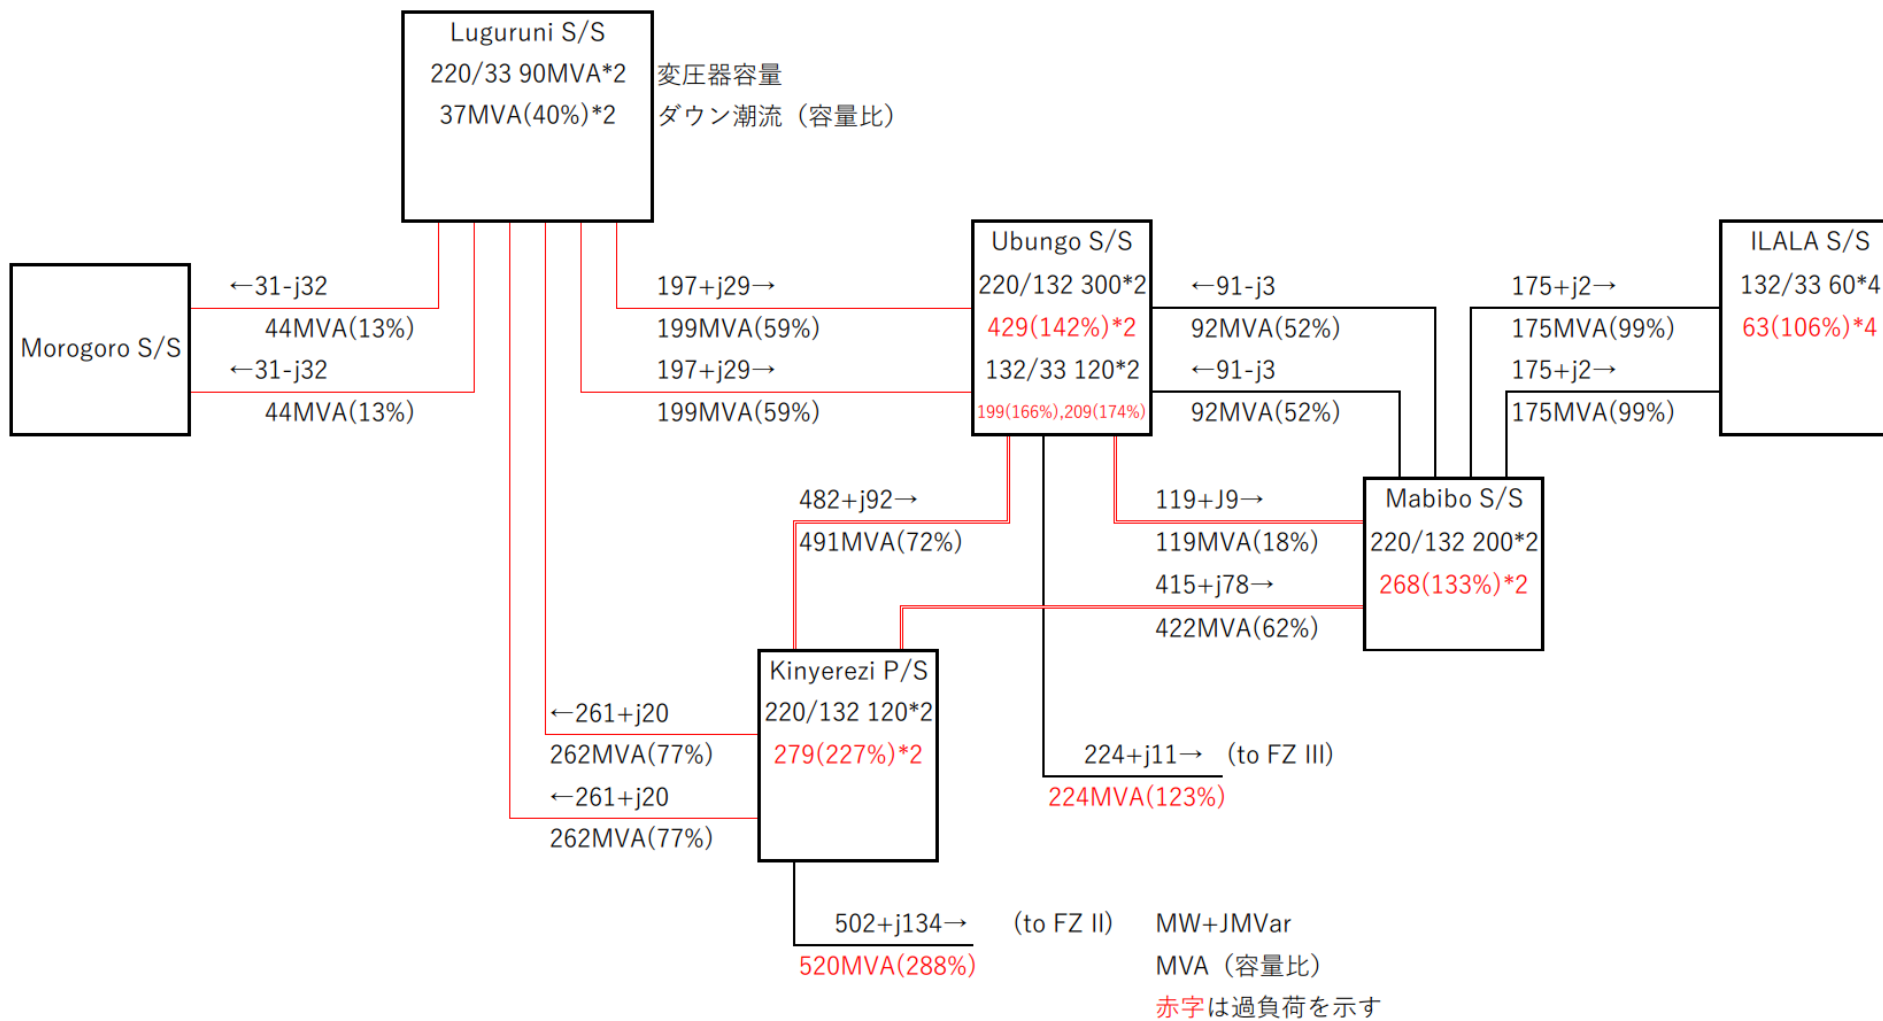 Luguruni S/S
220/33 90MVA*2
変圧器容量
37MVA(40%)*2
ダウン潮流（容量比）
Morogoro S/S
←31-j32
44MVA(13%)
←31-j32
44MVA(13%)
197+j29→
199MVA(59%)
197+j29→
199MVA(59%)
Ubungo S/S
220/132 300*2
429(142%)*2
132/33 120*2
199(166%),209(174%)
←91-j3
92MVA(52%)
←91-j3
92MVA(52%)
175+j2→
175MVA(99%)
175+j2→
175MVA(99%)
ILALA S/S
132/33 60*4
63(106%)*4
482+j92→
491MVA(72%)
119+J9→
119MVA(18%)
415+j78→
422MVA(62%)
Mabibo S/S
220/132 200*2
268(133%)*2
Kinyerezi P/S
220/132 120*2
279(227%)*2
←261+j20
262MVA(77%)
←261+j20
262MVA(77%)
224+j11→ (to FZ III)
224MVA(123%)
502+j134→ (to FZ II)
520MVA(288%)
MW+JMVar
MVA（容量比）
赤字は過負荷を示す